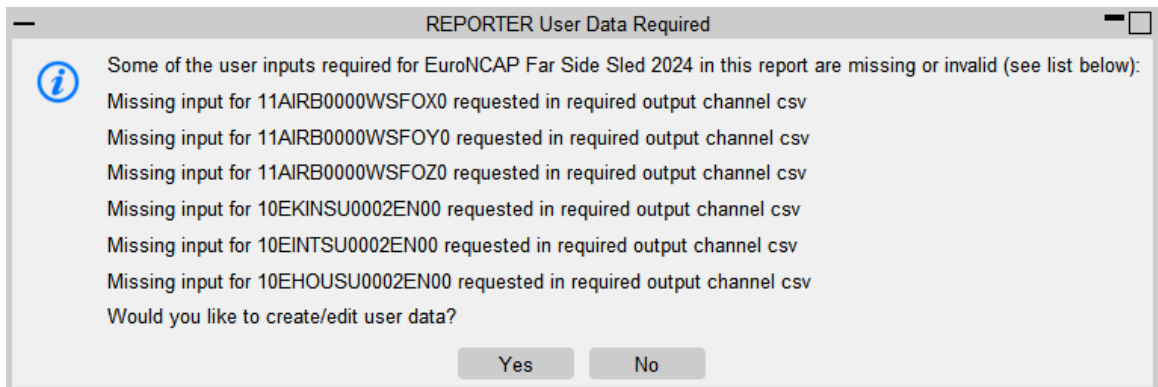 REPORTER User Data Required
Some of the user inputs required for EuroNCAP Far Side Sled 2024 in this report are missing or invalid (see list below):
Missing input for 11AIRB0000WSFOX0 requested in required output channel csv
Missing input for 11AIRB0000WSFOY0 requested in required output channel csv
Missing input for 11AIRB0000WSFOZ0 requested in required output channel csv
Missing input for 10EKINSU0002EN00 requested in required output channel csv
Missing input for 10EINTSU0002EN00 requested in required output channel csv
Missing input for 10EHOUSU0002EN00 requested in required output channel csv
Would you like to create/edit user data?
Yes No